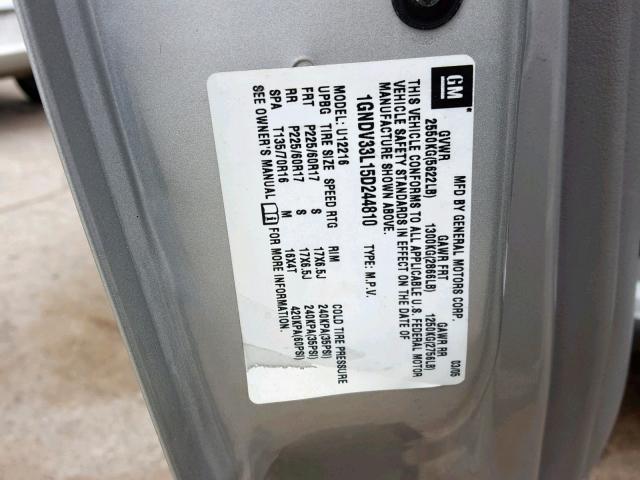 GM
MFD BY GENERAL MOTORS CORP. 03/05
GVWR GAWR FRT GAWR RR
2550KG(5622LB) 1300KG(2866LB) 1250KG(2756LB)
THIS VEHICLE CONFORMS TO ALL APPLICABLE U.S. FEDERAL MOTOR
VEHICLE SAFETY STANDARDS IN EFFECT ON THE DATE OF
MANUFACTURE SHOWN ABOVE.
1GNDV33L15D244810 TYPE: M.P.V.
MODEL: U12216
UPBG TIRE SIZE SPEED RTG RIM COLD TIRE PRESSURE
FRT P225/60R17 S 17X6.5J 240KPA(35PSI)
RR P225/60R17 S 17X6.5J 240KPA(35PSI)
SPA T135/70R16 M 16X4T 420KPA(60PSI)
SEE OWNER'S MANUAL FOR MORE INFORMATION.